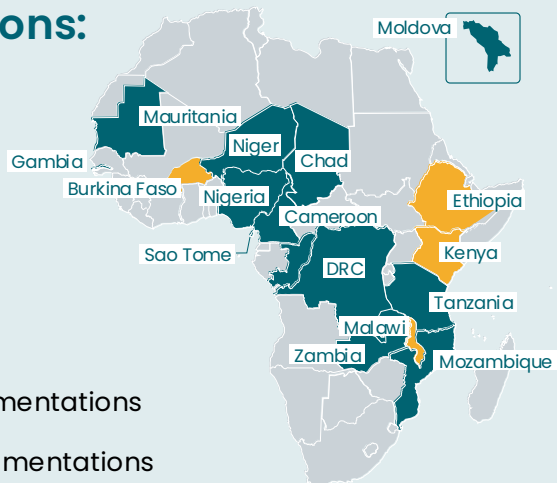 ons:
Moldova
Mauritania
Niger
Chad
Gambia
Burkina Faso
Nigeria
Ethiopia
Cameroon
Sao Tome
Kenya
DRC
Tanzania
Malawi
Zambia
Mozambique
mentations
mentations